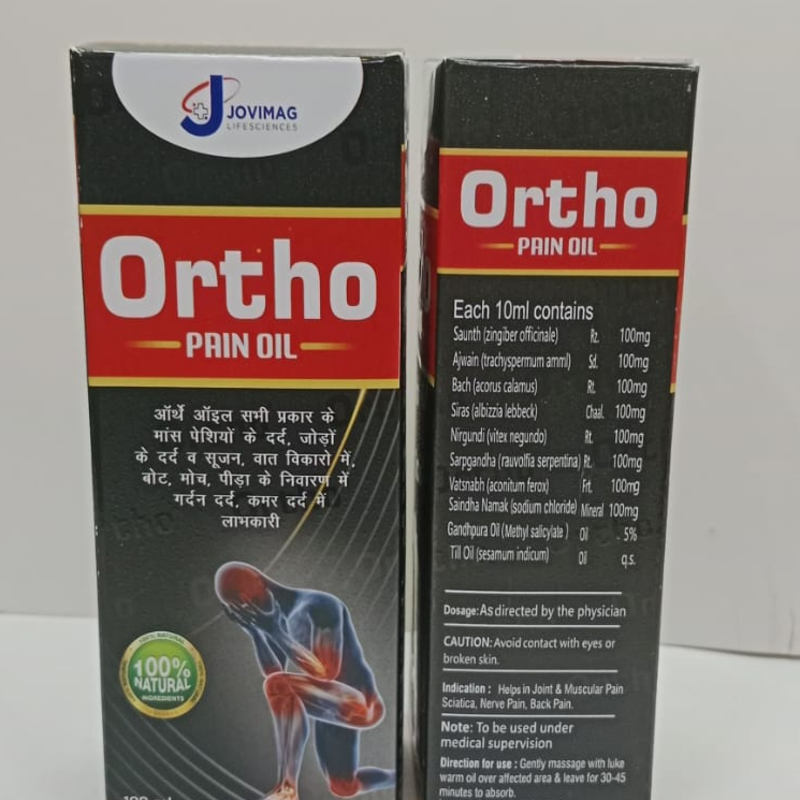 JOVIMAG
LIFESCIENCES
Ortho
PAIN OIL
ऑर्थे ऑइल सभी प्रकार के
मांस पेशियों के दर्द, जोड़ों
के दर्द व सूजन, वात विकारो में,
बोट, मोच, पीड़ा के निवारण में
गर्दन दर्द, कमर दर्द में
लाभकारी
100% NATURAL
100%
NATURAL
INGREDIENTS
Ortho
PAIN OIL
Each 10ml contains
Saunth (zingiber officinale) Rz. 100mg
Ajwain (trachyspermum amml) Sd. 100mg
Bach (acorus calamus) Rt. 100mg
Siras (albizzia lebbeck) Chaal. 100mg
Nirgundi (vitex negundo) Rt. 100mg
Sarpgandha (rauvolfia serpentina) Rt. 100mg
Vatsnabh (aconitum ferox) Frt. 100mg
Saindha Namak (sodium chloride) Mineral 100mg
Gandhpura Oil (Methyl salicylate) Oil 5%
Till Oil (sesamum indicum) Oil q.s.
Dosage: As directed by the physician
CAUTION: Avoid contact with eyes or
broken skin.
Indication : Helps in Joint & Muscular Pain
Sciatica, Nerve Pain, Back Pain.
Note: To be used under
medical supervision
Direction for use : Gently massage with luke
warm oil over affected area & leave for 30-45
minutes to absorb.